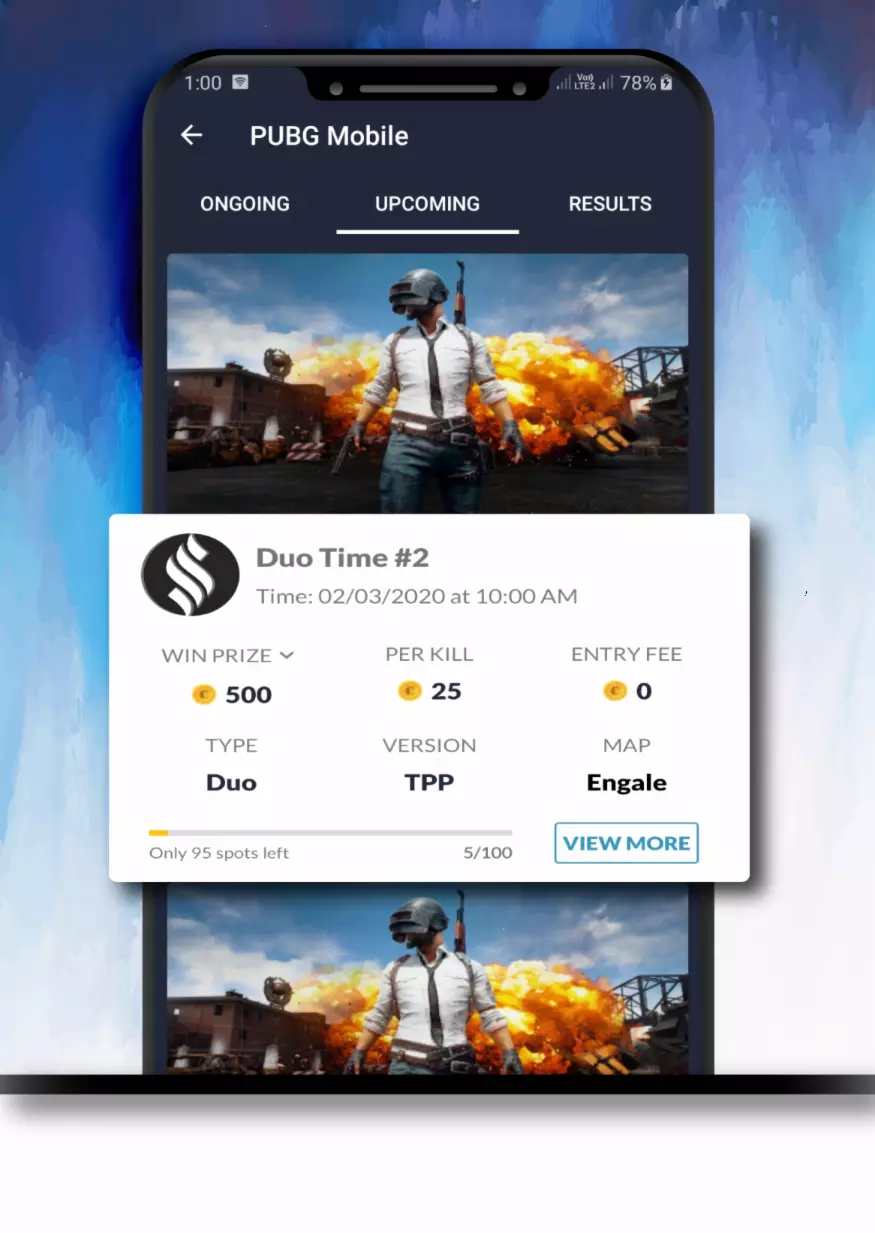 1:00 Vo) LTE2 78%
PUBG Mobile
ONGOING UPCOMING RESULTS
Duo Time #2
Time: 02/03/2020 at 10:00 AM
WIN PRIZE PER KILL ENTRY FEE
500 25 0
TYPE VERSION MAP
Duo TPP Engale
Only 95 spots left 5/100 VIEW MORE